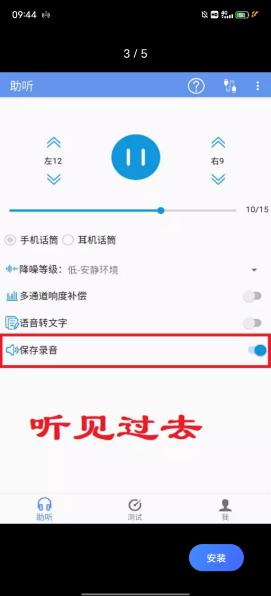 09:44
3 / 5
助听
左12
右9
10/15
手机话筒 耳机话筒
降噪等级: 低-安静环境
多通道响度补偿
语音转文字
保存录音
听见过去
助听 测试 我
安装